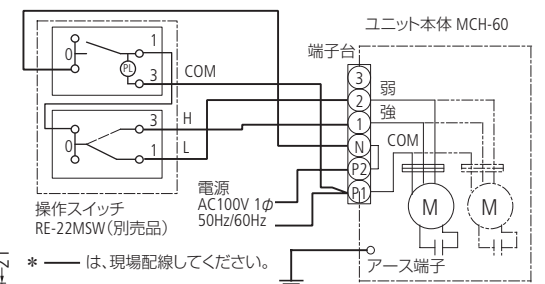 ユニット本体 MCH-60
端子台
1
0
PL
3
COM
3
H
0
1
L
3
2
1
N
P2
P1
弱
強
COM
M
M
電源
AC100V 1φ
50Hz/60Hz
操作スイッチ
RE-22MSW(別売品)
アース端子
* ━━ は、現場配線してください。